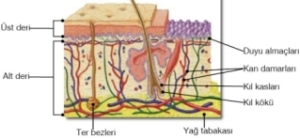 Üst deri
Alt deri
Duyu almaçları
Kan damarları
Kıl kasları
Kıl kökü
Ter bezleri
Yağ tabakası